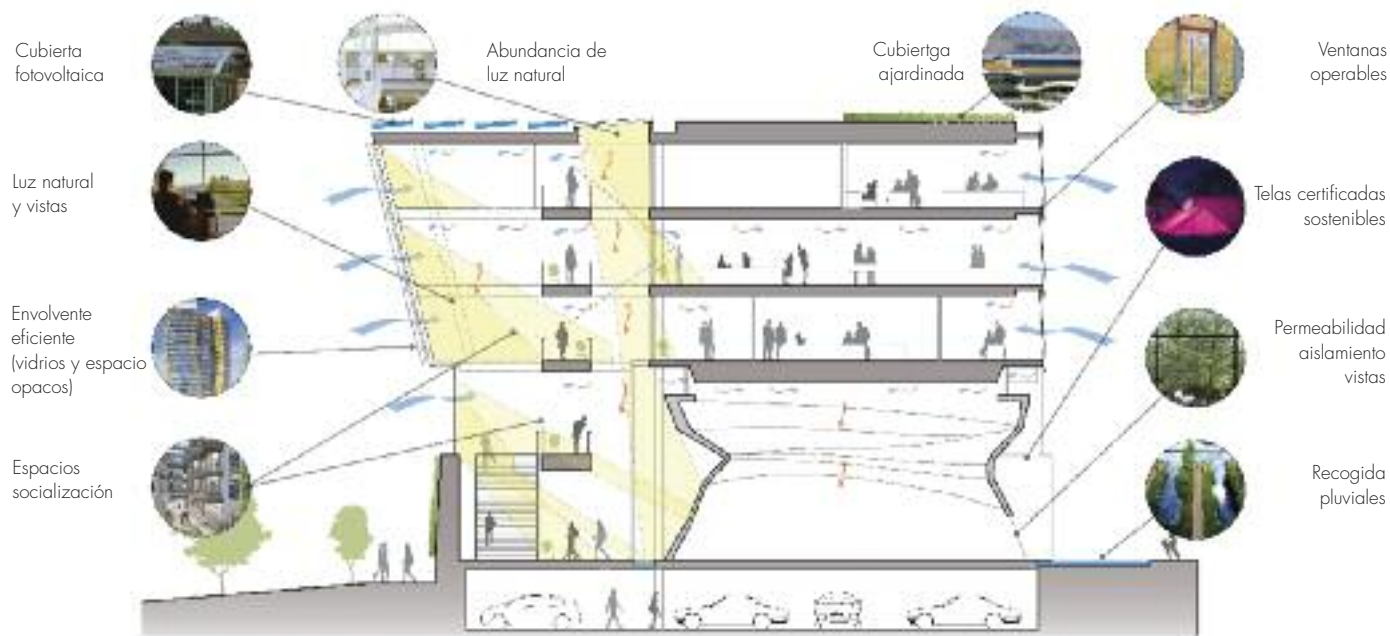 Cubierta
fotovoltaica
Abundancia de
luz natural
Cubiertga
ajardinada
Ventanas
operables
Luz natural
y vistas
Telas certificadas
sostenibles
Envolvente
eficiente
(vidrios y espacio
opacos)
Permeabilidad
aislamiento
vistas
Espacios
socialización
Recogida
pluviales